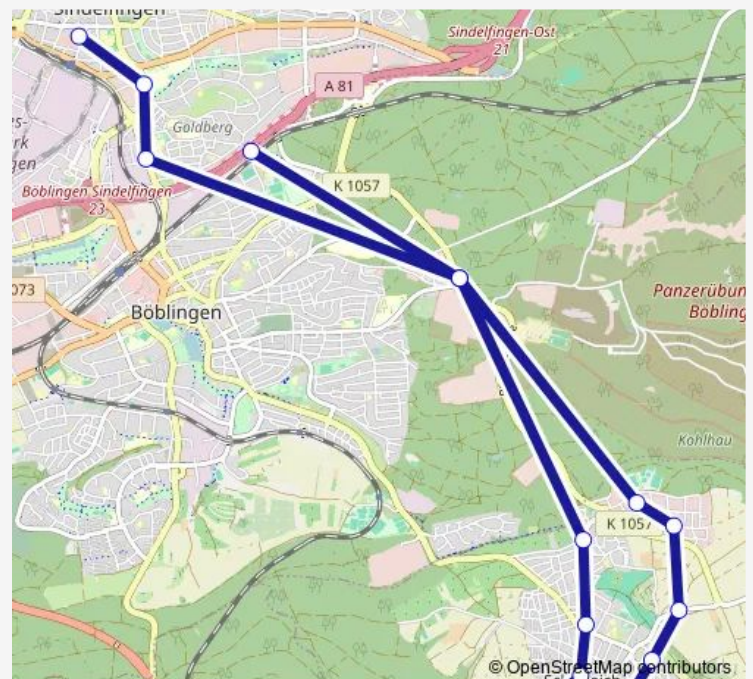 Sindelfingen
Sindelfingen-Ost
21
A 81
Goldberg
K 1057
Böblingen Sindelfingen
23
Panzerübun
Böbling
073
Böblingen
Kohlhau
K 1057
© OpenStreetMap contributors